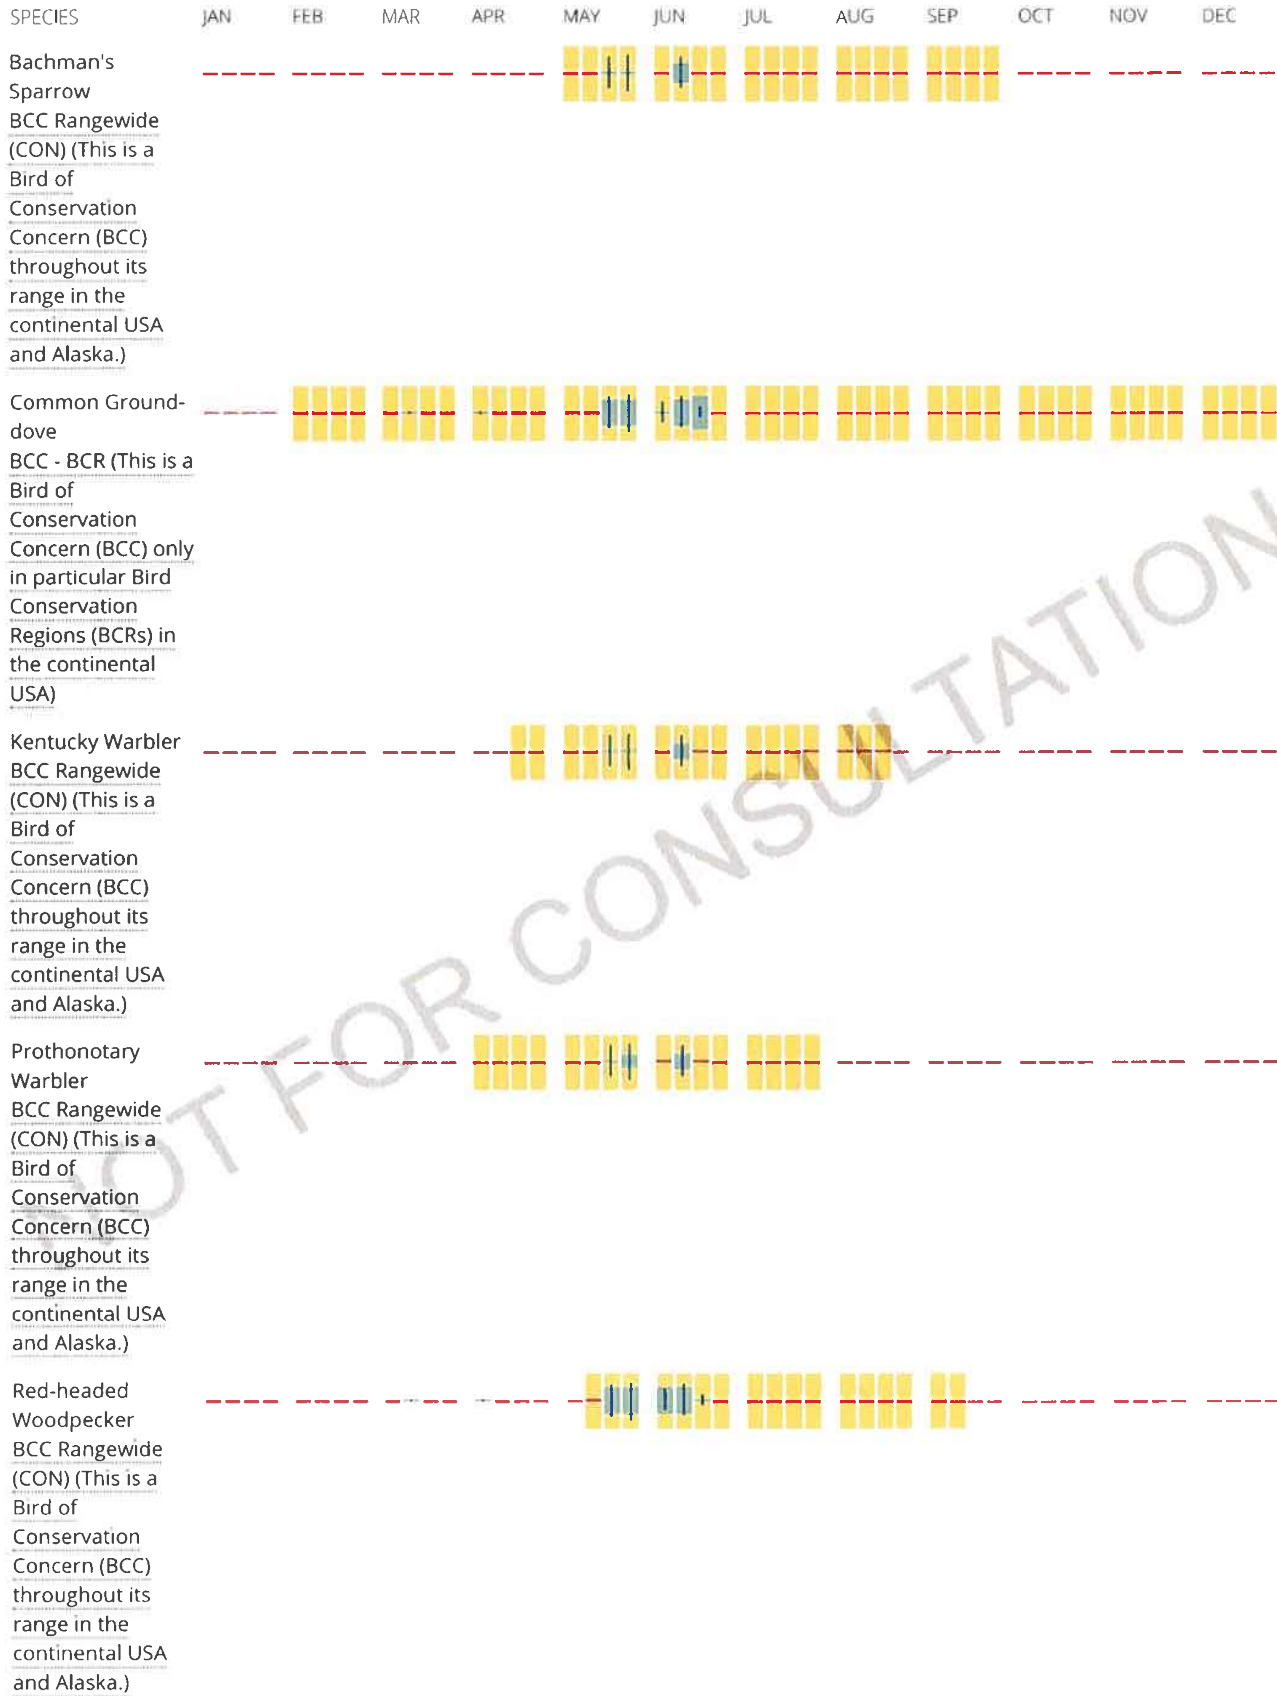 SPECIES JAN FEB MAR APR MAY JUN JUL AUG SEP OCT NOV DEC
Bachman's
Sparrow
BCC Rangewide
(CON) (This is a
Bird of
Conservation
Concern (BCC)
throughout its
range in the
continental USA
and Alaska.)
Common Ground-
dove
BCC - BCR (This is a
Bird of
Conservation
Concern (BCC) only
in particular Bird
Conservation
Regions (BCRs) in
the continental
USA)
Kentucky Warbler
BCC Rangewide
(CON) (This is a
Bird of
Conservation
Concern (BCC)
throughout its
range in the
continental USA
and Alaska.)
Prothonotary
Warbler
BCC Rangewide
(CON) (This is a
Bird of
Conservation
Concern (BCC)
throughout its
range in the
continental USA
and Alaska.)
Red-headed
Woodpecker
BCC Rangewide
(CON) (This is a
Bird of
Conservation
Concern (BCC)
throughout its
range in the
continental USA
and Alaska.)
NOT FOR CONSULTATION